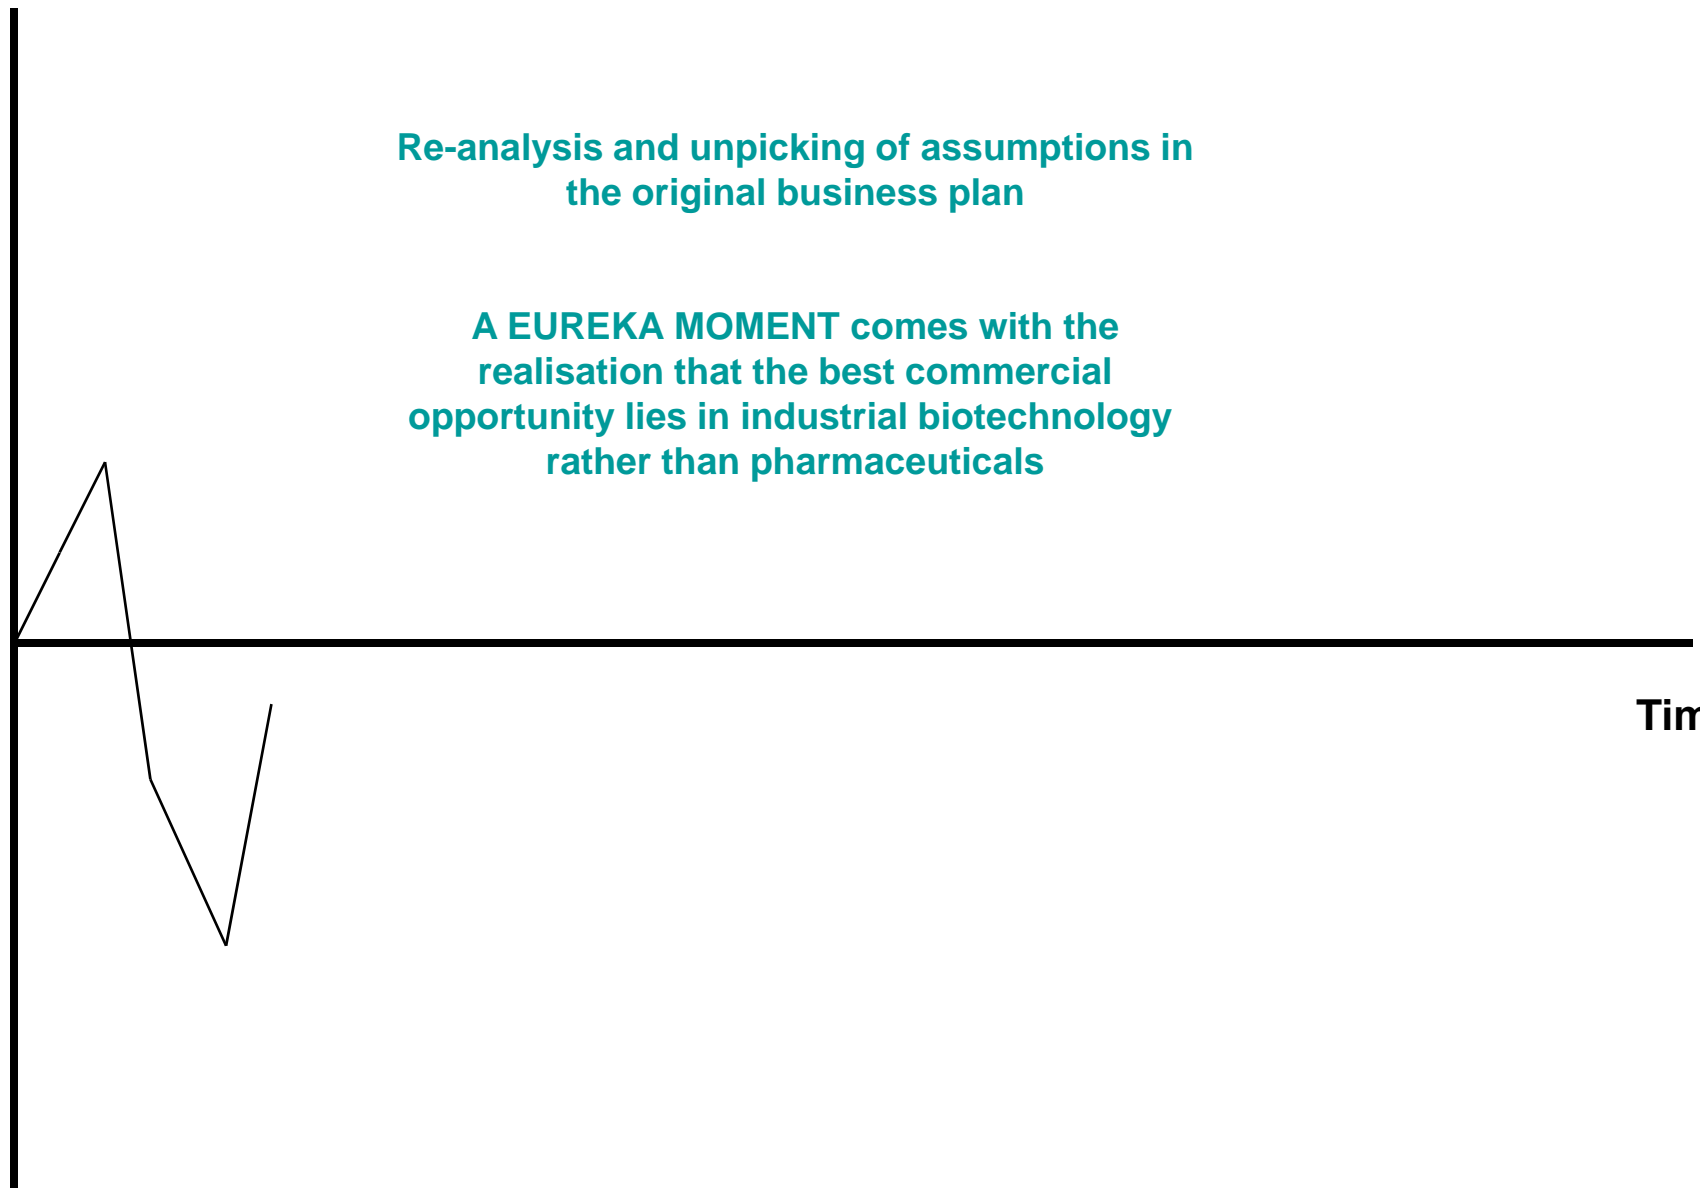 Re-analysis and unpicking of assumptions in
the original business plan
A EUREKA MOMENT comes with the
realisation that the best commercial
opportunity lies in industrial biotechnology
rather than pharmaceuticals
Tim